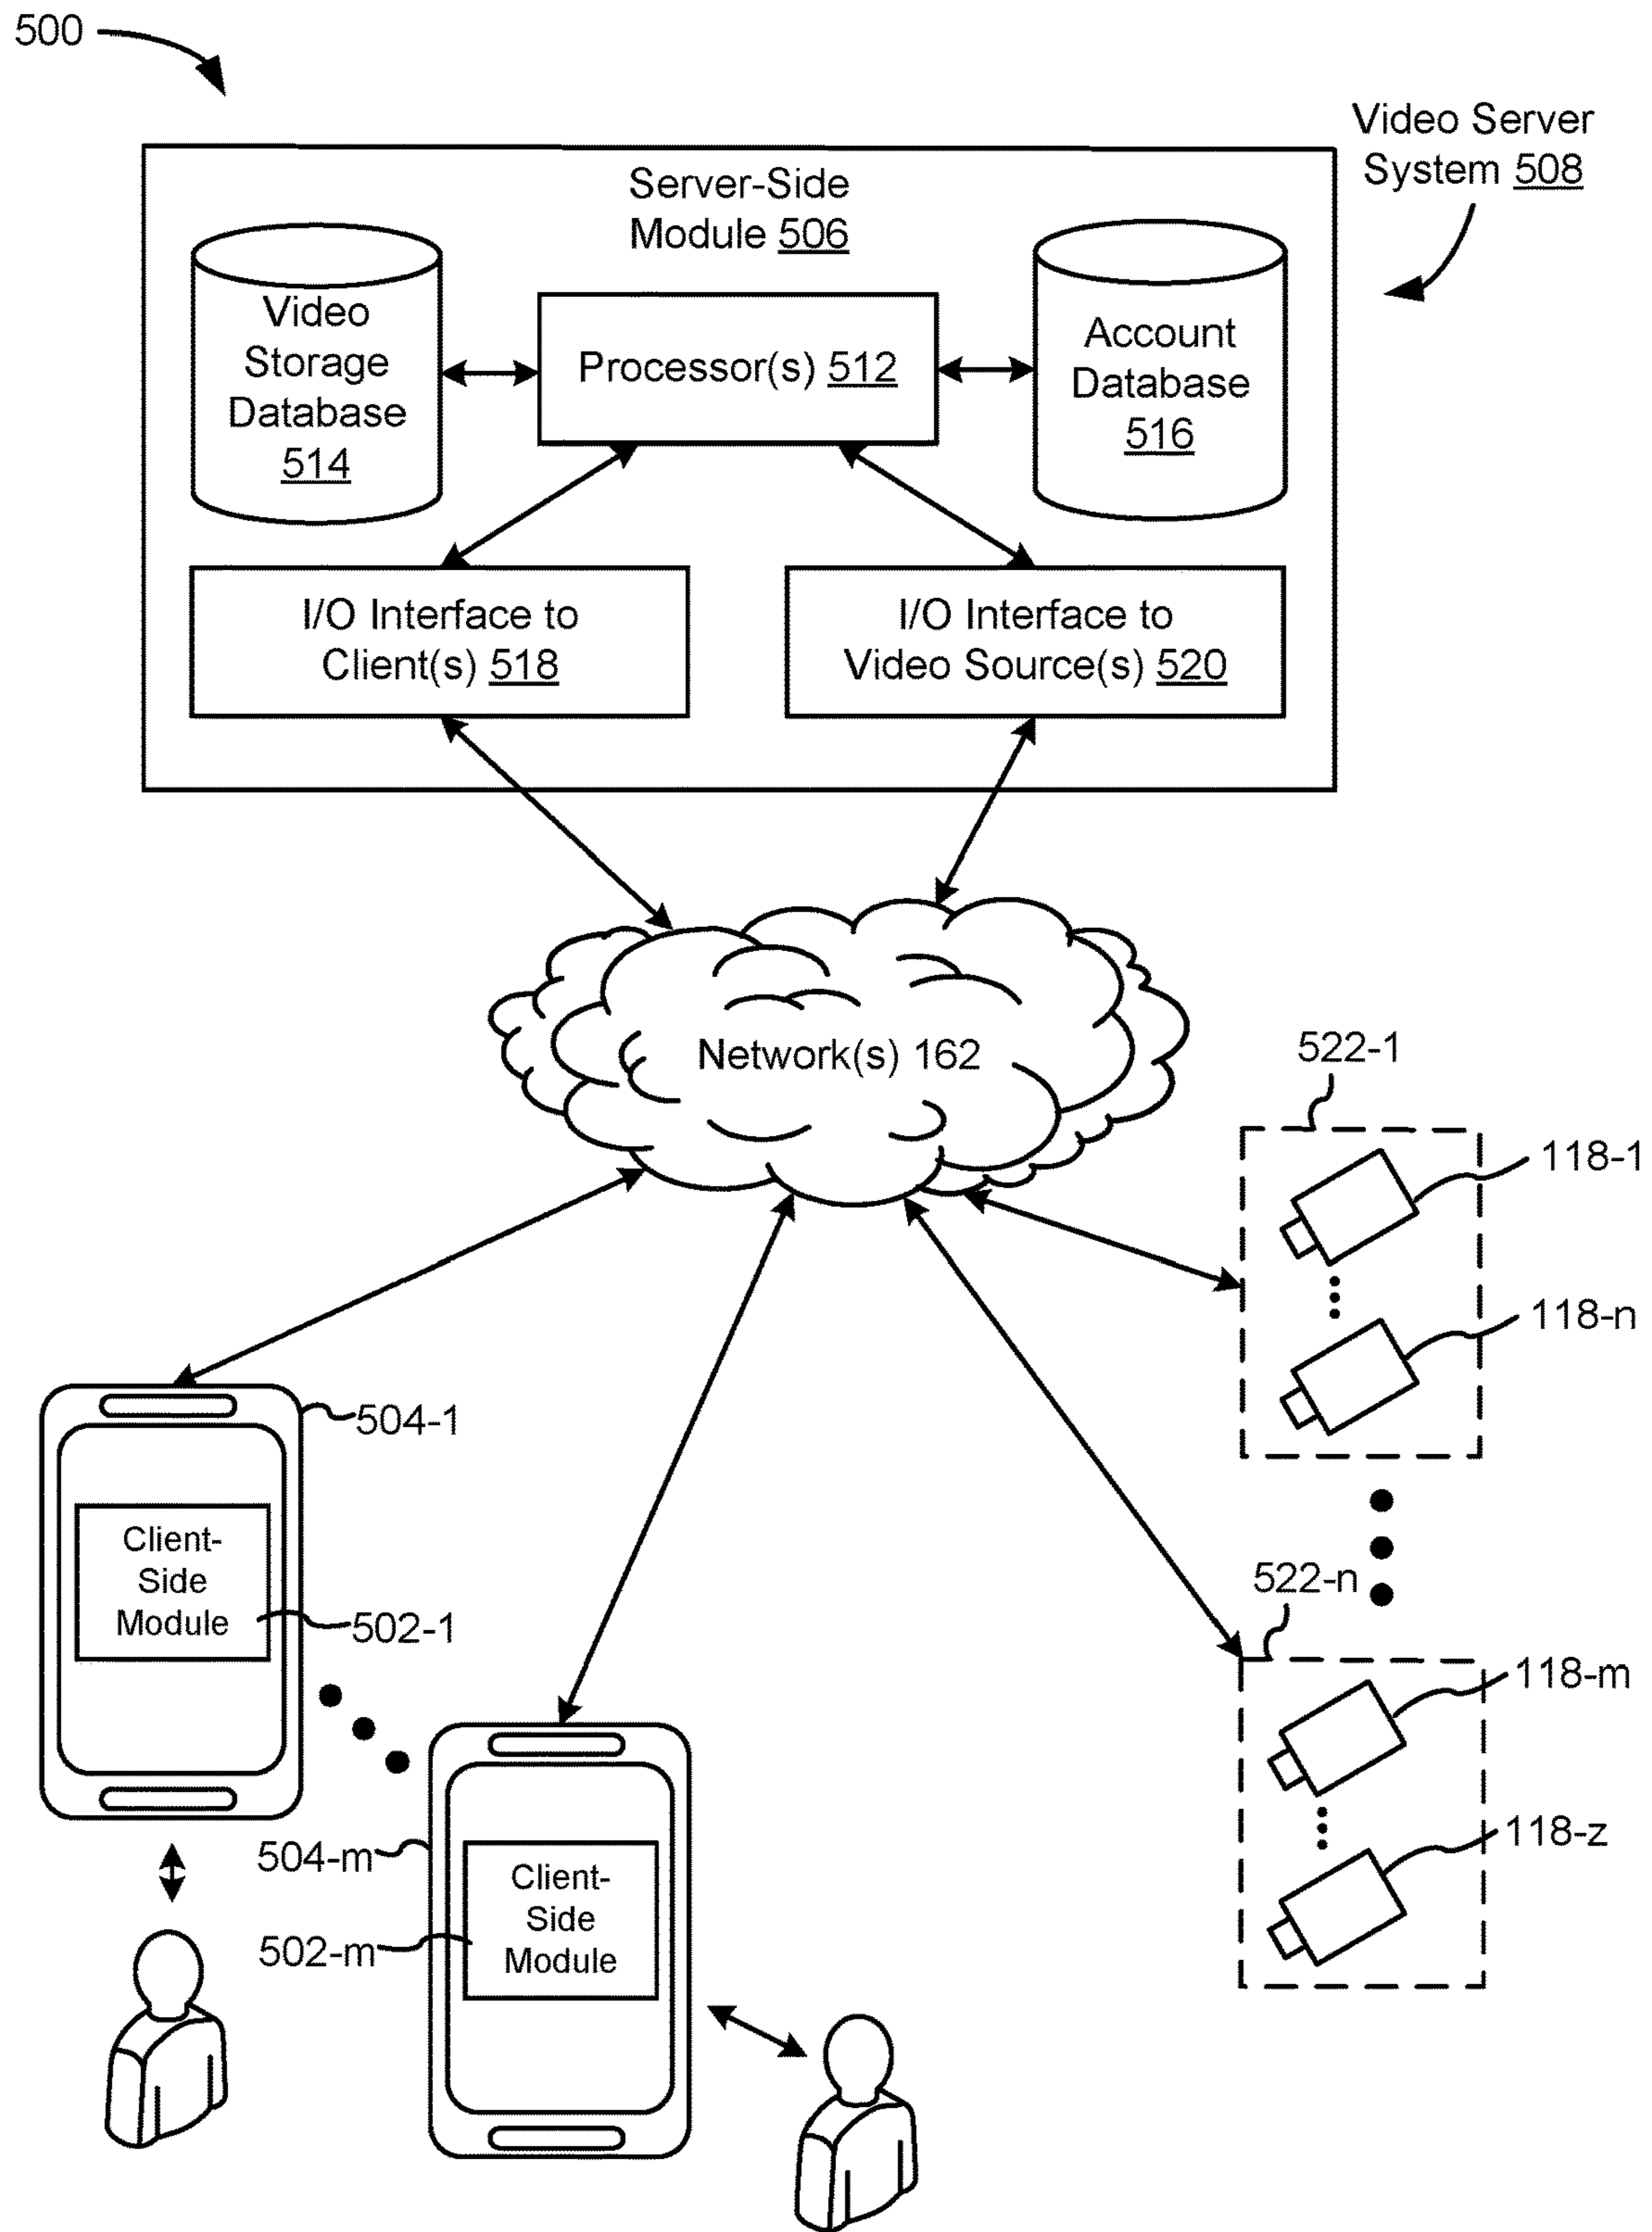 500
Video Server
System 508
Server-Side
Module 506
Video
Storage
Database
514
Processor(s) 512
Account
Database
516
I/O Interface to
Client(s) 518
I/O Interface to
Video Source(s) 520
Network(s) 162
522-1
118-1
118-n
504-1
Client-
Side
Module
502-1
522-n
118-m
118-z
504-m
Client-
Side
Module
502-m